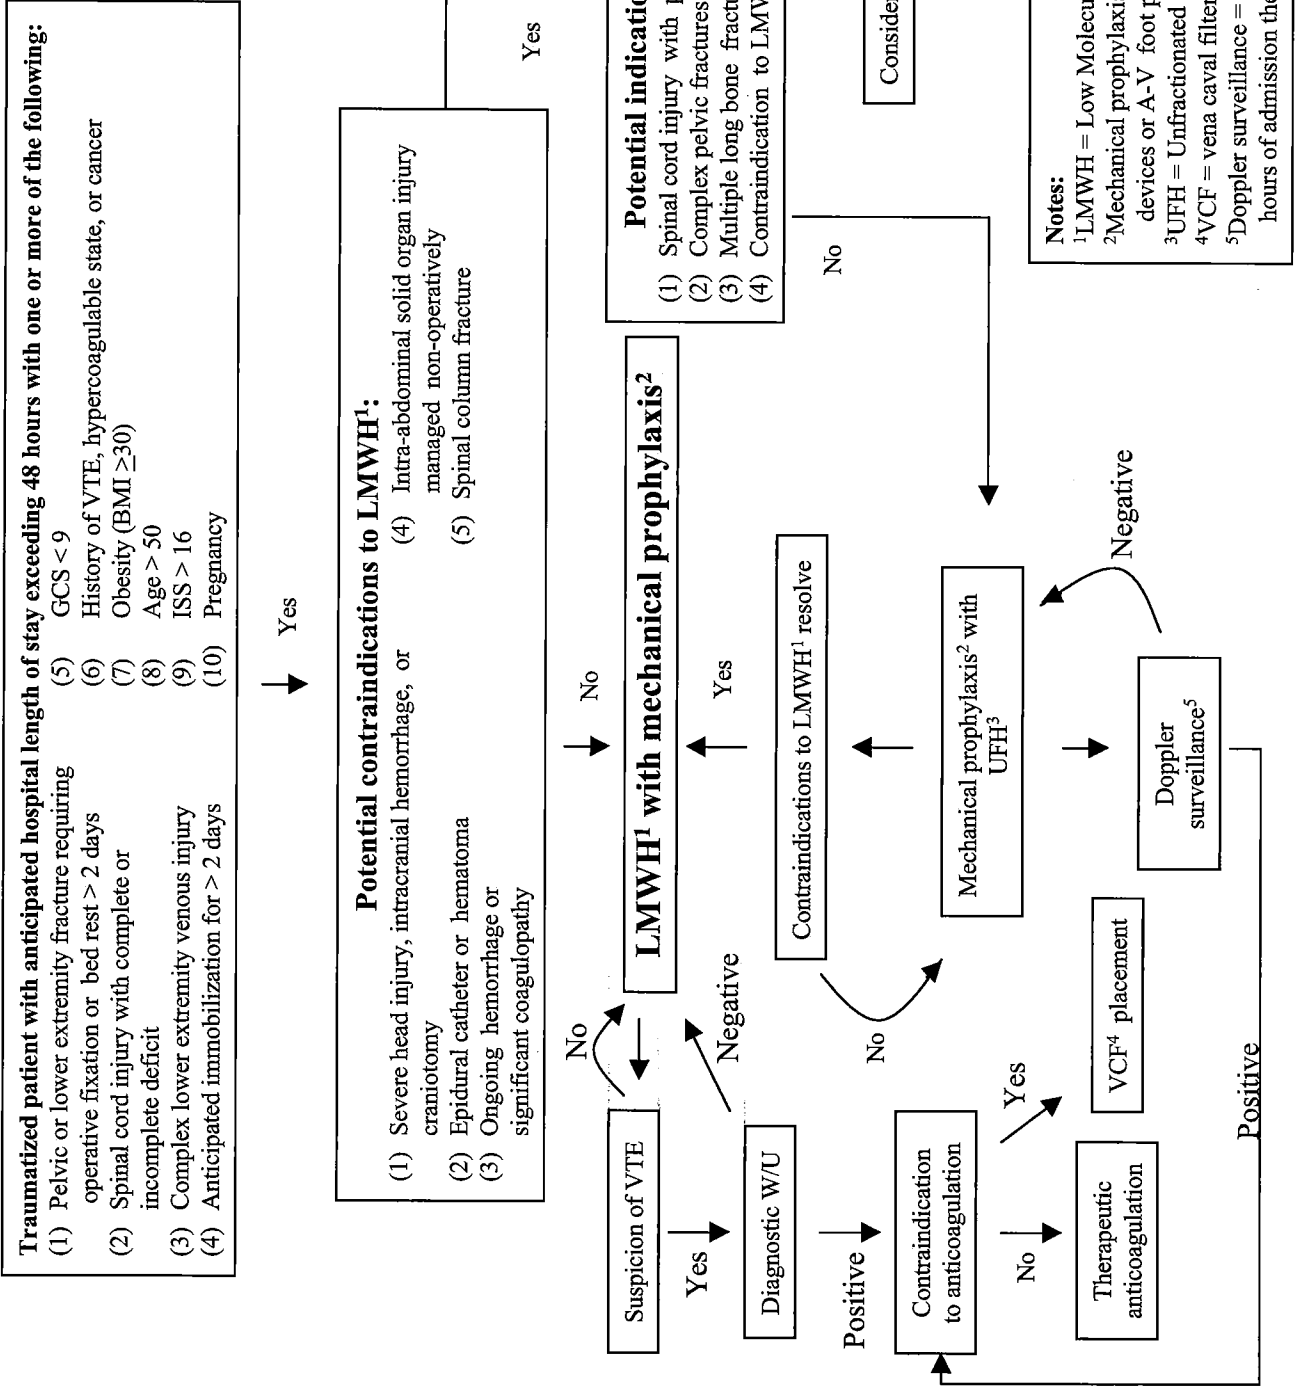 Traumatized patient with anticipated hospital length of stay exceeding 48 hours with one or more of the following:
(1) Pelvic or lower extremity fracture requiring
operative fixation or bed rest > 2 days
(2) Spinal cord injury with complete or
incomplete deficit
(3) Complex lower extremity venous injury
(4) Anticipated immobilization for > 2 days
(5) GCS < 9
(6) History of VTE, hypercoagulable state, or cancer
(7) Obesity (BMI ≥30)
(8) Age > 50
(9) ISS > 16
(10) Pregnancy
Yes
Potential contraindications to LMWH¹:
(1) Severe head injury, intracranial hemorrhage, or
craniotomy
(2) Epidural catheter or hematoma
(3) Ongoing hemorrhage or
significant coagulopathy
(4) Intra-abdominal solid organ injury
managed non-operatively
(5) Spinal column fracture
Yes
No
LMWH¹ with mechanical prophylaxis²
No
Suspicion of VTE
Yes
Negative
Diagnostic W/U
Positive
Contraindication
to anticoagulation
No
Yes
Therapeutic
anticoagulation
VCF⁴ placement
Yes
Contraindications to LMWH¹ resolve
No
Mechanical prophylaxis² with
UFH³
Negative
Doppler
surveillance⁵
Positive
Potential indicatio
(1) Spinal cord injury with
(2) Complex pelvic fractures
(3) Multiple long bone fractu
(4) Contraindication to LMW
No
Consider
Notes:
¹LMWH = Low Molecu
²Mechanical prophylaxi
devices or A-V foot p
³UFH = Unfractionated
⁴VCF = vena caval filter
⁵Doppler surveillance =
hours of admission the